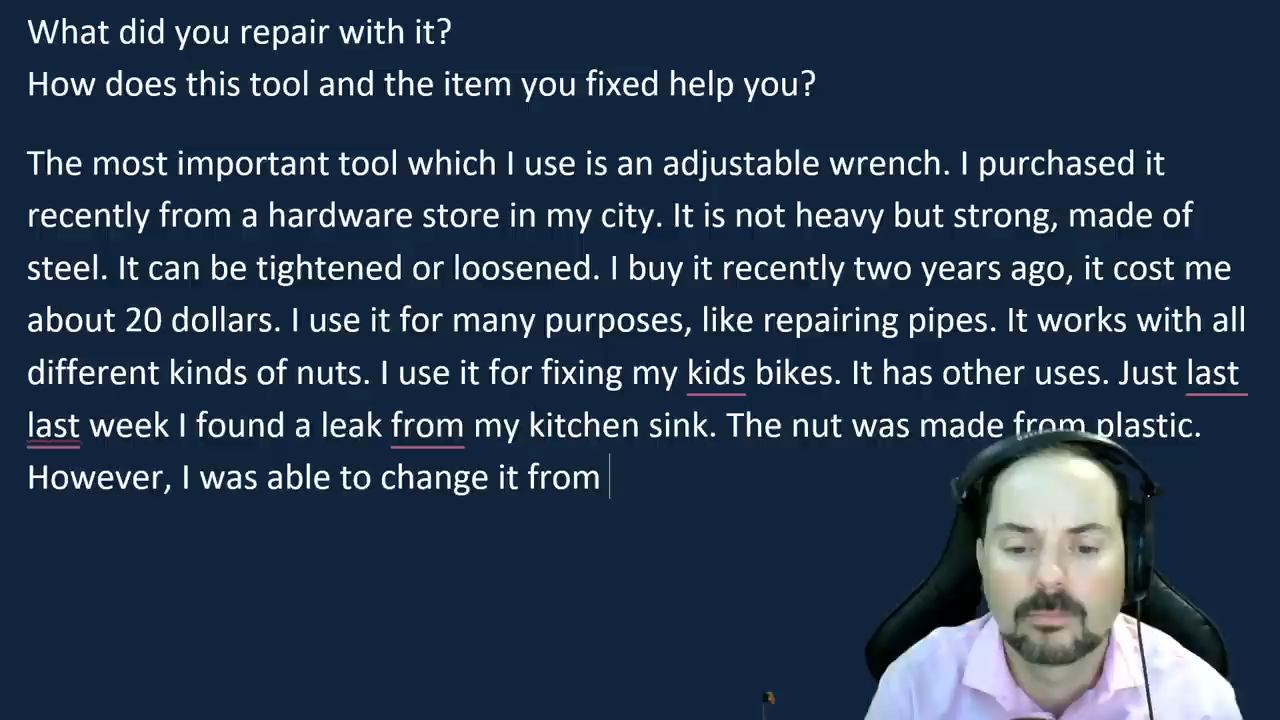 What did you repair with it?
How does this tool and the item you fixed help you?
The most important tool which I use is an adjustable wrench. I purchased it
recently from a hardware store in my city. It is not heavy but strong, made of
steel. It can be tightened or loosened. I buy it recently two years ago, it cost me
about 20 dollars. I use it for many purposes, like repairing pipes. It works with all
different kinds of nuts. I use it for fixing my kids bikes. It has other uses. Just last
last week I found a leak from my kitchen sink. The nut was made from plastic.
However, I was able to change it from